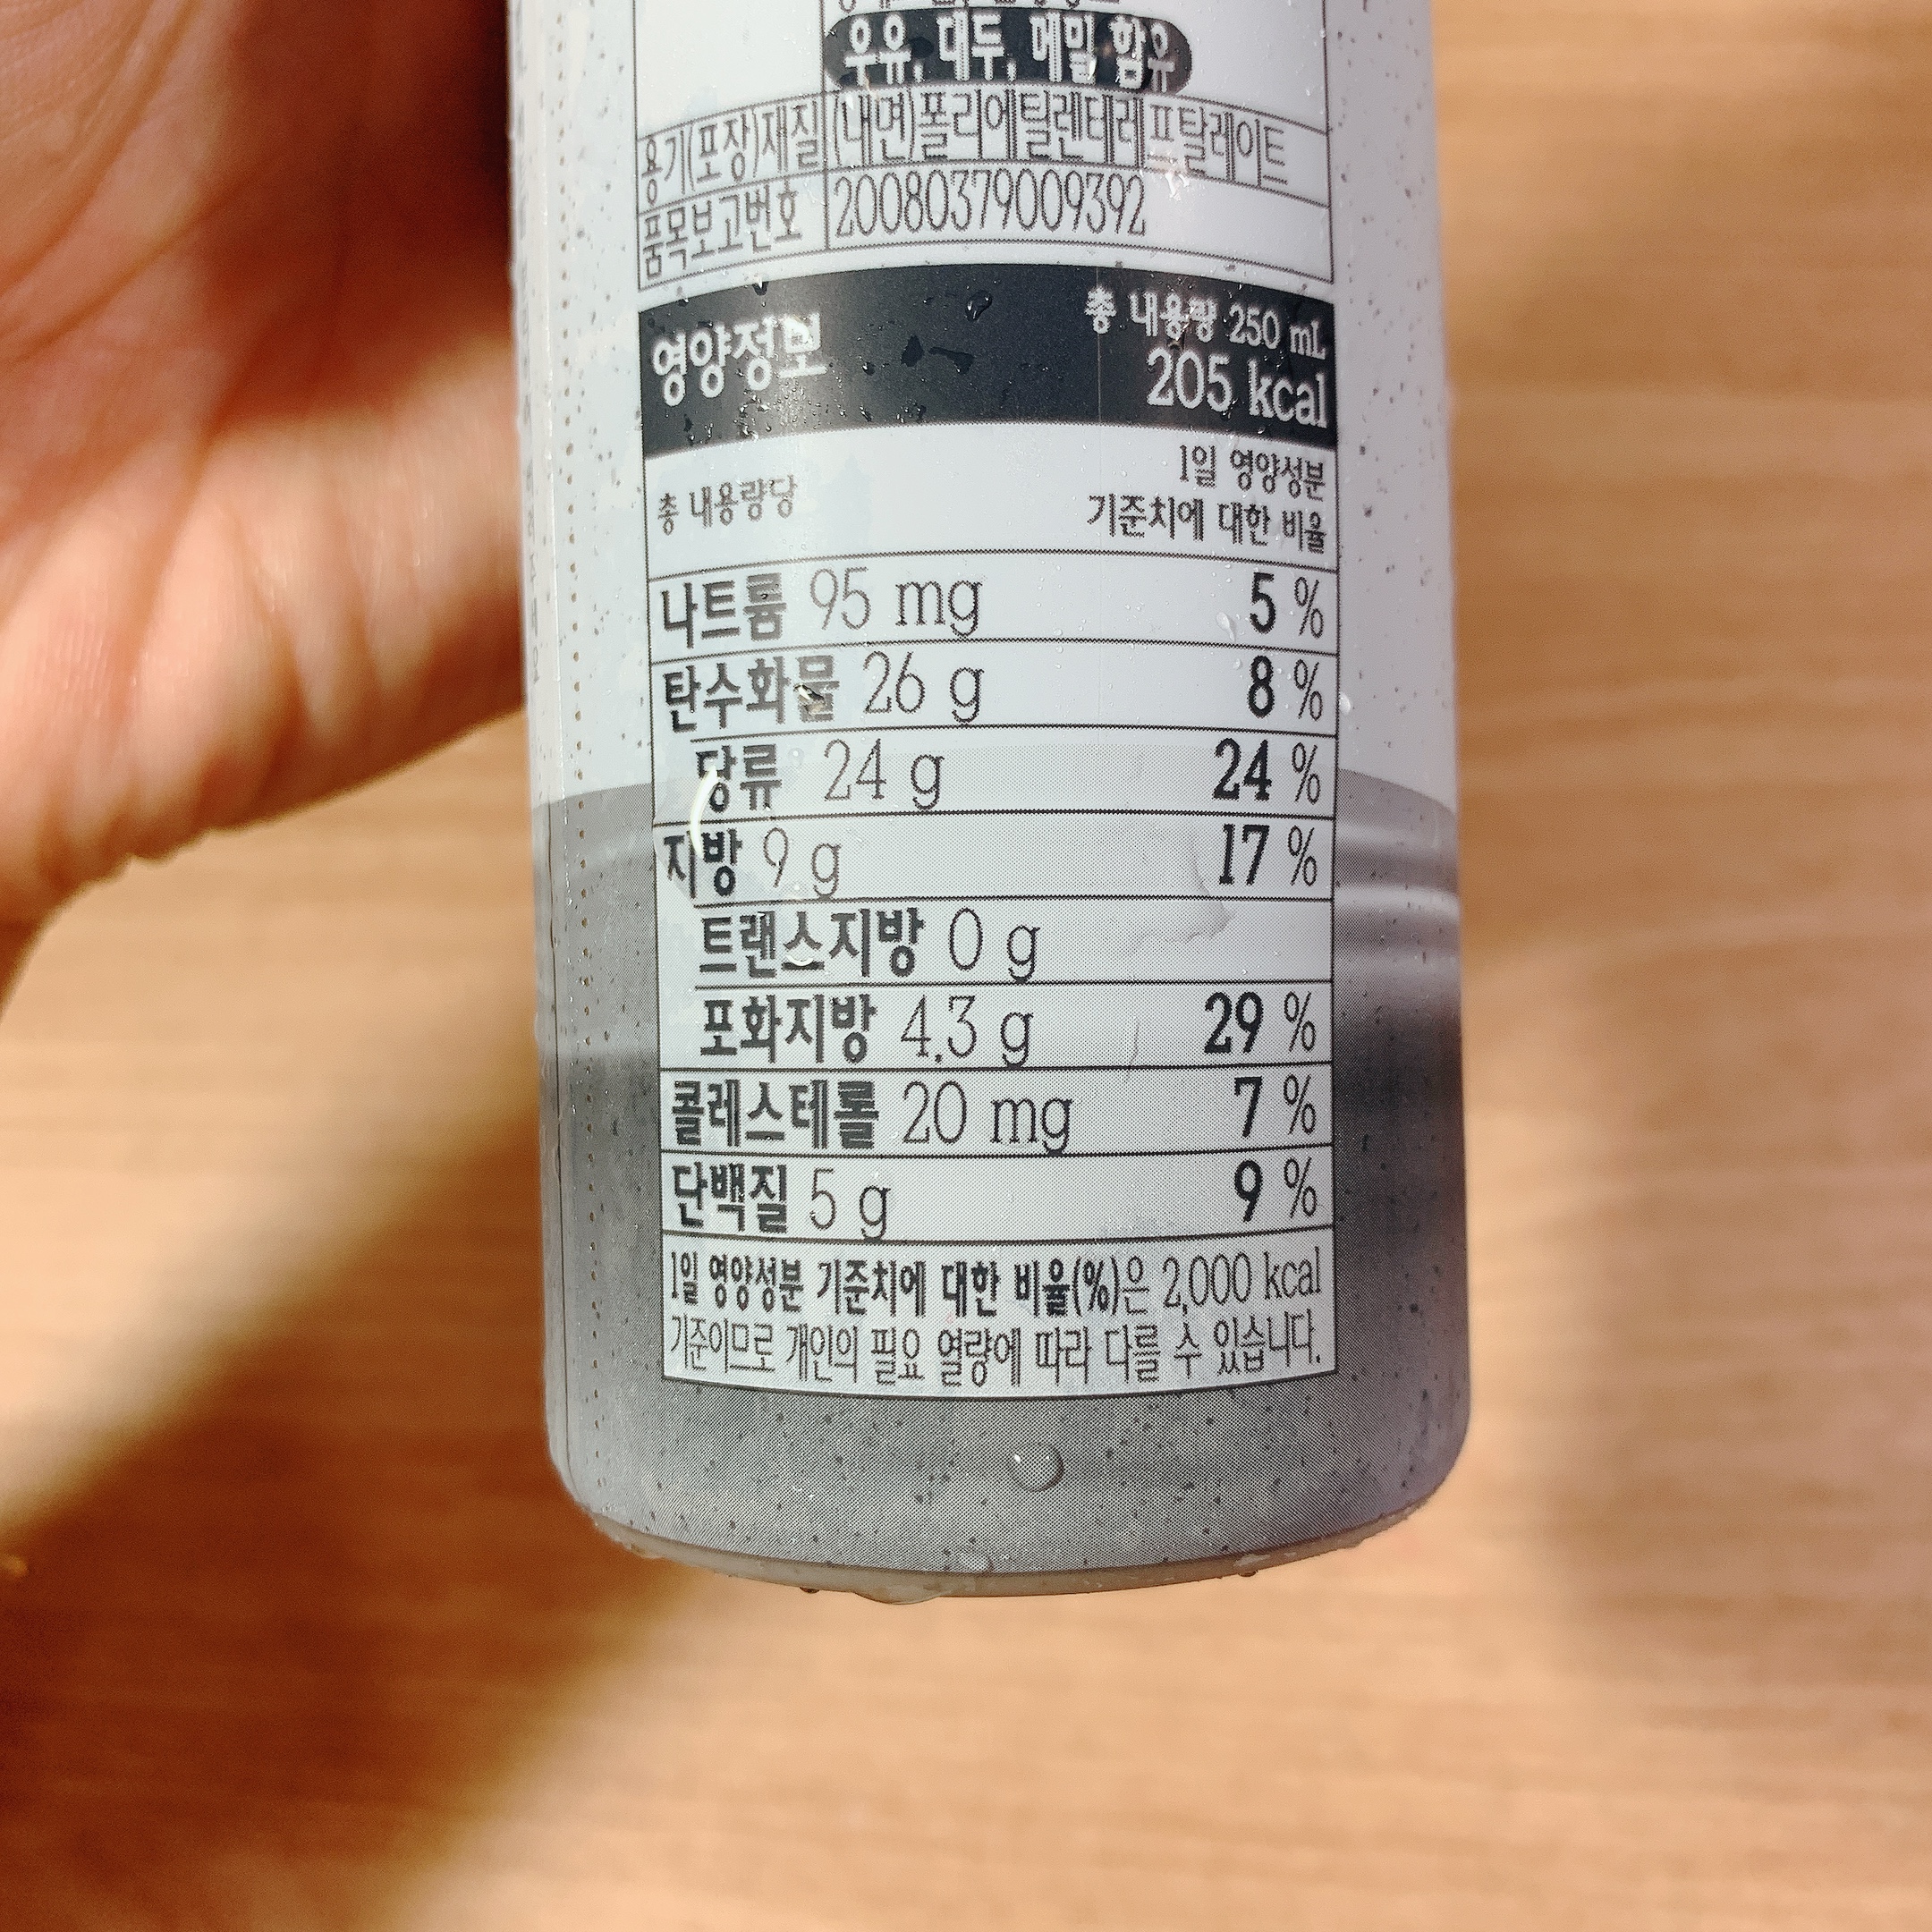 우유, 대두, 메밀 함유
용기(포장)재질 (내면)폴리에틸렌테레프탈레이트
품목보고번호 20080379009392
영양정보 총 내용량 250 mL
205 kcal
총 내용량당 1일 영양성분
기준치에 대한 비율
나트륨 95 mg 5 %
탄수화물 26 g 8 %
당류 24 g 24 %
지방 9 g 17 %
트랜스지방 0 g
포화지방 4.3 g 29 %
콜레스테롤 20 mg 7 %
단백질 5 g 9 %
1일 영양성분 기준치에 대한 비율(%)은 2,000 kcal
기준이므로 개인의 필요 열량에 따라 다를 수 있습니다.